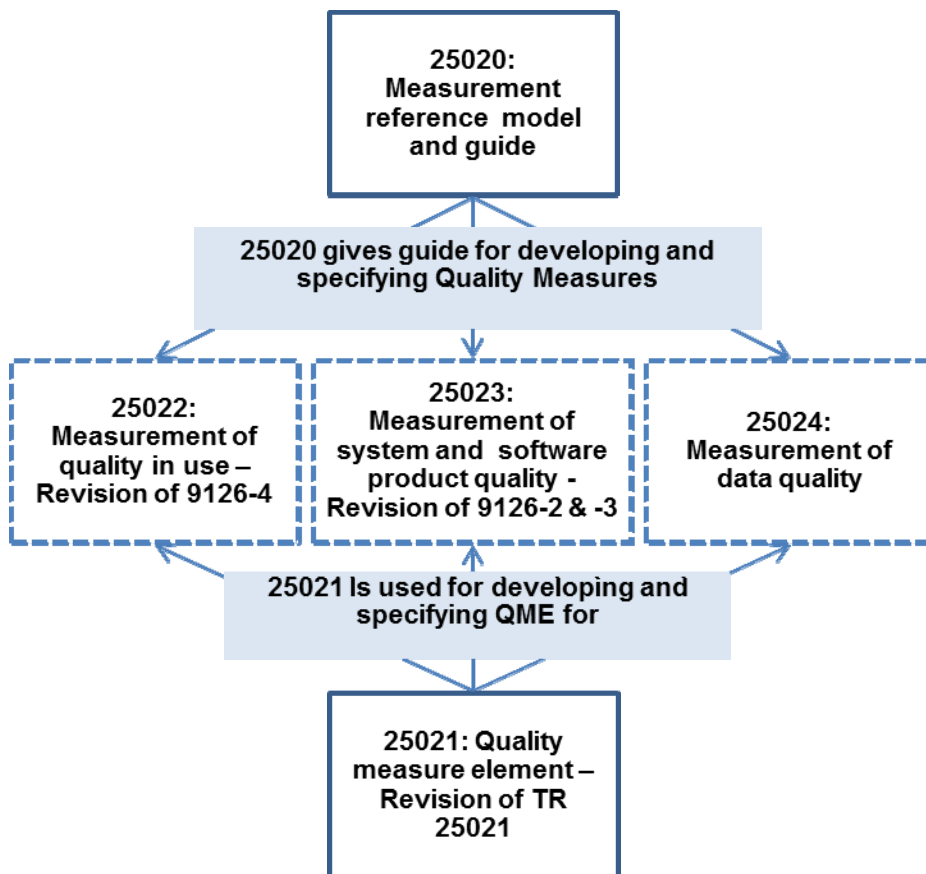 25020:
Measurement
reference model
and guide
25020 gives guide for developing and
specifying Quality Measures
25022:
Measurement of
quality in use –
Revision of 9126-4
25023:
Measurement of
system and software
product quality -
Revision of 9126-2 & -3
25024:
Measurement of
data quality
25021 Is used for developing and
specifying QME for
25021: Quality
measure element –
Revision of TR
25021